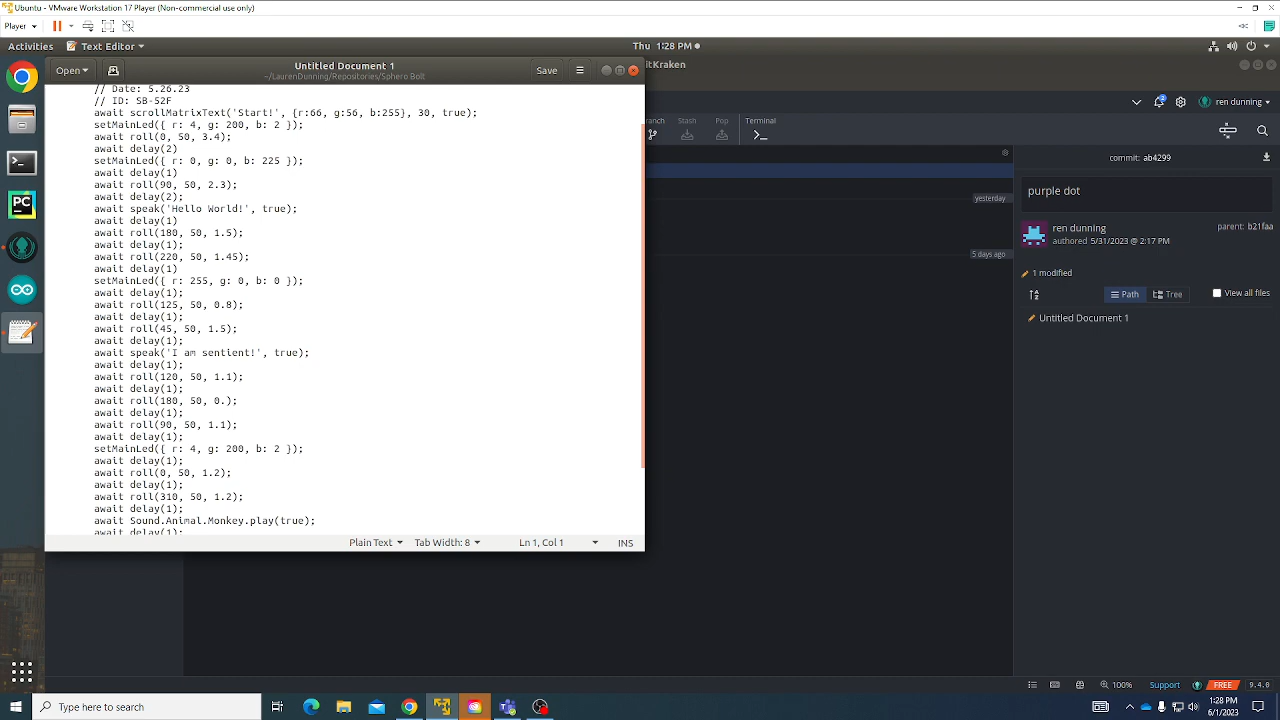 Ubuntu - VMware Workstation 17 Player (Non-commercial use only)
Player
Activities
Text Editor
Thu 1:28 PM
Open
Untitled Document 1
~/LaurenDunning/Repositories/Sphero Bolt
Save
itKraken
// Date: 5.26.23
// ID: SB-52F
await scrollMatrixText('Start!', {r:66, g:56, b:255}, 30, true);
setMainLed({ r: 4, g: 200, b: 2 });
await roll(0, 50, 3.4);
await delay(2)
setMainLed({ r: 0, g: 0, b: 225 });
await delay(1)
await roll(90, 50, 2.3);
await delay(2);
await speak('Hello World!', true);
await delay(1)
await roll(180, 50, 1.5);
await delay(1);
await roll(220, 50, 1.45);
await delay(1)
setMainLed({ r: 255, g: 0, b: 0 });
await delay(1);
await roll(125, 50, 0.8);
await delay(1);
await roll(45, 50, 1.5);
await delay(1);
await speak('I am sentient!', true);
await delay(1);
await roll(120, 50, 1.1);
await delay(1);
await roll(180, 50, 0.);
await delay(1);
await roll(90, 50, 1.1);
await delay(1);
setMainLed({ r: 4, g: 200, b: 2 });
await delay(1);
await roll(0, 50, 1.2);
await delay(1);
await roll(310, 50, 1.2);
await delay(1);
await Sound.Animal.Monkey.play(true);
await delay(1);
Plain Text
Tab Width: 8
Ln 1, Col 1
INS
ren dunning
ranch
Stash
Pop
Terminal
yesterday
5 days ago
commit: ab4299
purple dot
ren dunning
authored 5/31/2023 @ 2:17 PM
parent: b21faa
1 modified
Path
Tree
View all files
Untitled Document 1
100%
Support
FREE
9.4.0
Type here to search
1:28 PM
6/1/2023